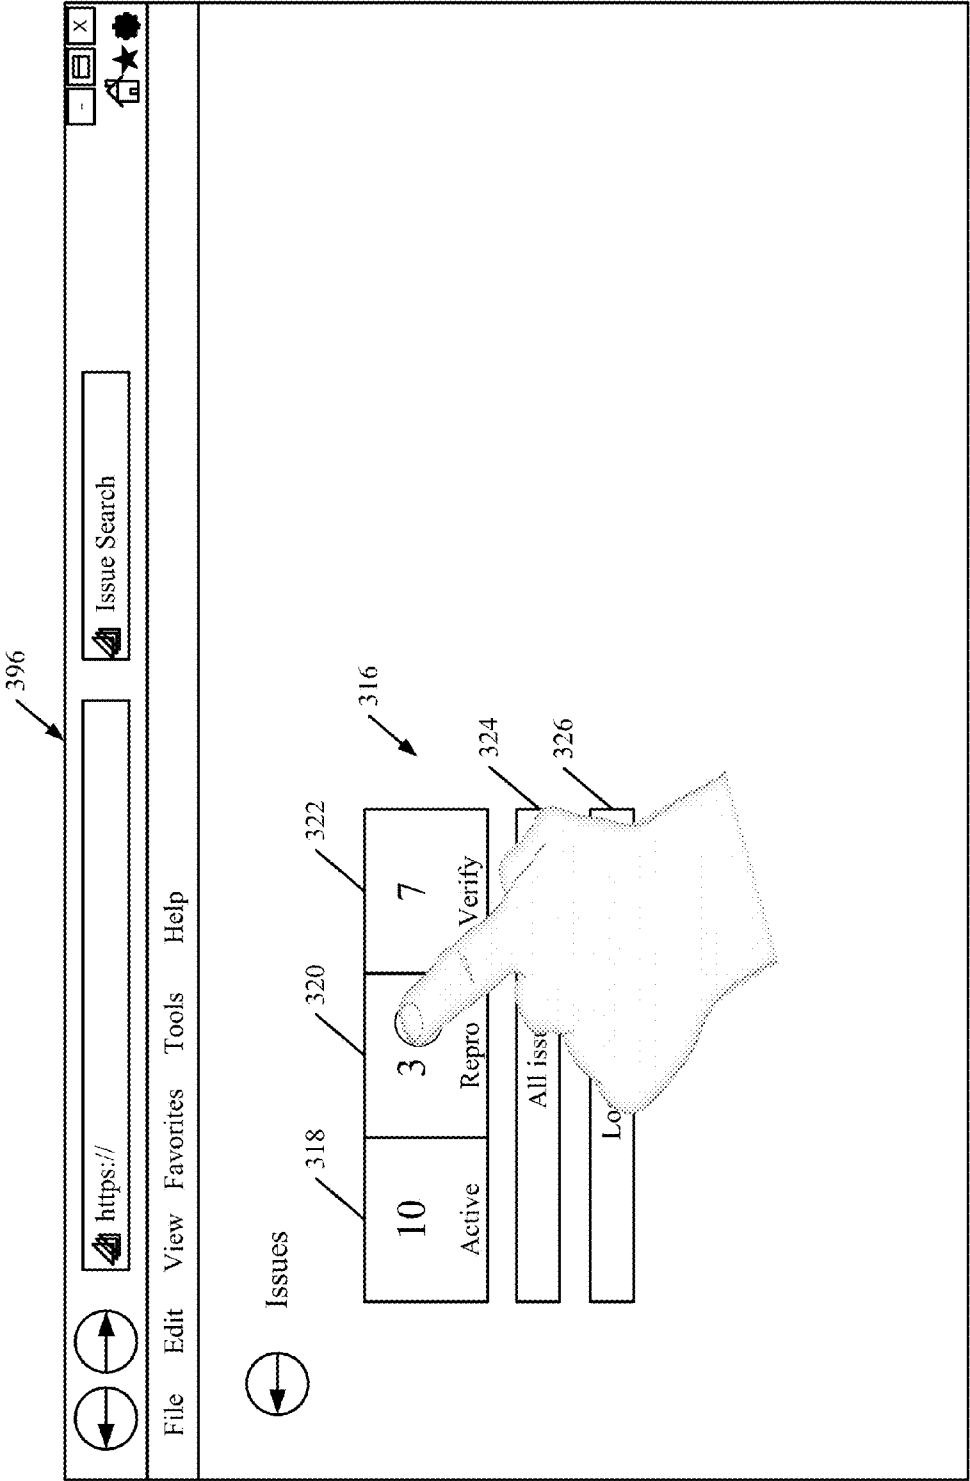 396
- X
https://
Issue Search
File Edit View Favorites Tools Help
Issues
316
318 320 322
10 3 7
Active Repro Verify
324
All issu
326
Lo